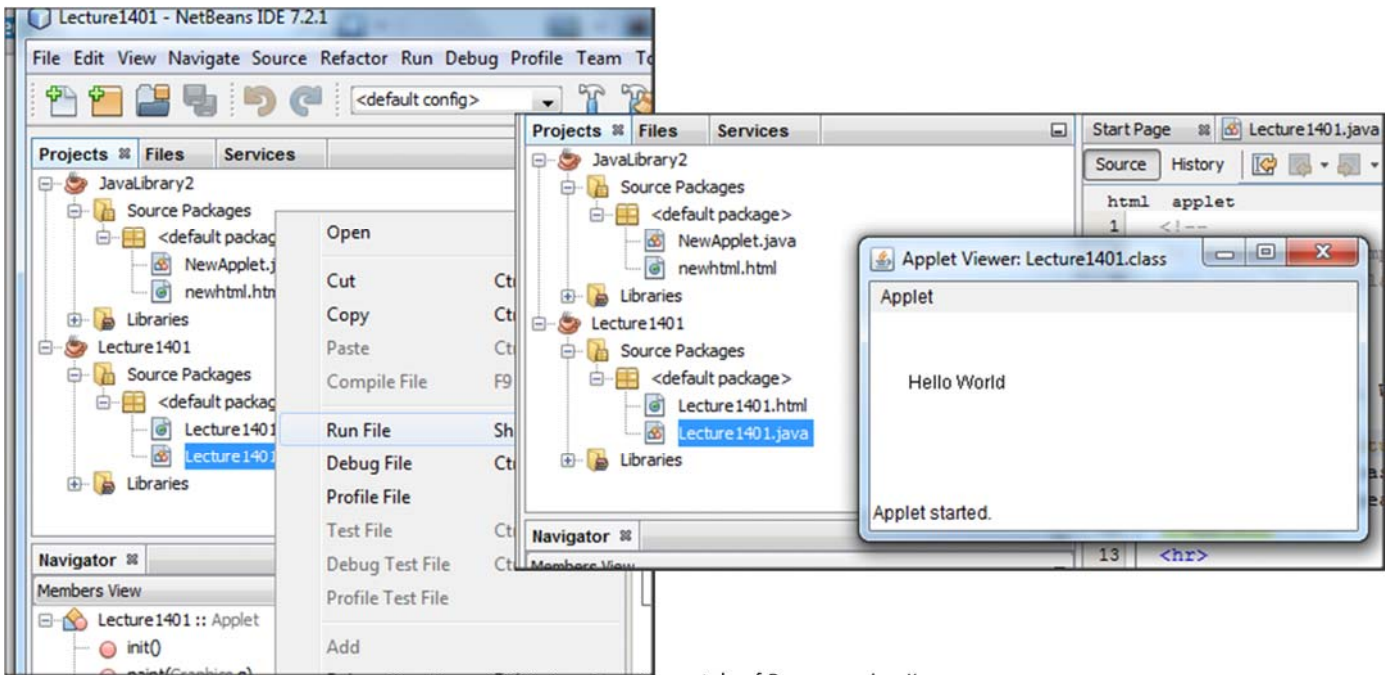 Lecture1401 - NetBeans IDE 7.2.1
File Edit View Navigate Source Refactor Run Debug Profile Team
<default config>
Projects Files Services
JavaLibrary2
Source Packages
<default packag
NewApplet.j
newhtml.htm
Libraries
Lecture1401
Source Packages
<default packag
Lecture1401
Lecture1401
Libraries
Navigator
Members View
Lecture1401 :: Applet
init()
Open
Cut
Copy
Paste
Compile File F9
Run File Sh
Debug File
Profile File
Test File
Debug Test File
Profile Test File
Add
Projects Files Services
JavaLibrary2
Source Packages
<default package>
NewApplet.java
newhtml.html
Libraries
Lecture1401
Source Packages
<default package>
Lecture1401.html
Lecture1401.java
Libraries
Navigator
Members View
Start Page Lecture1401.java
Source History
html applet
1 <!--
13 <hr>
Applet Viewer: Lecture1401.class
Applet
Hello World
Applet started.